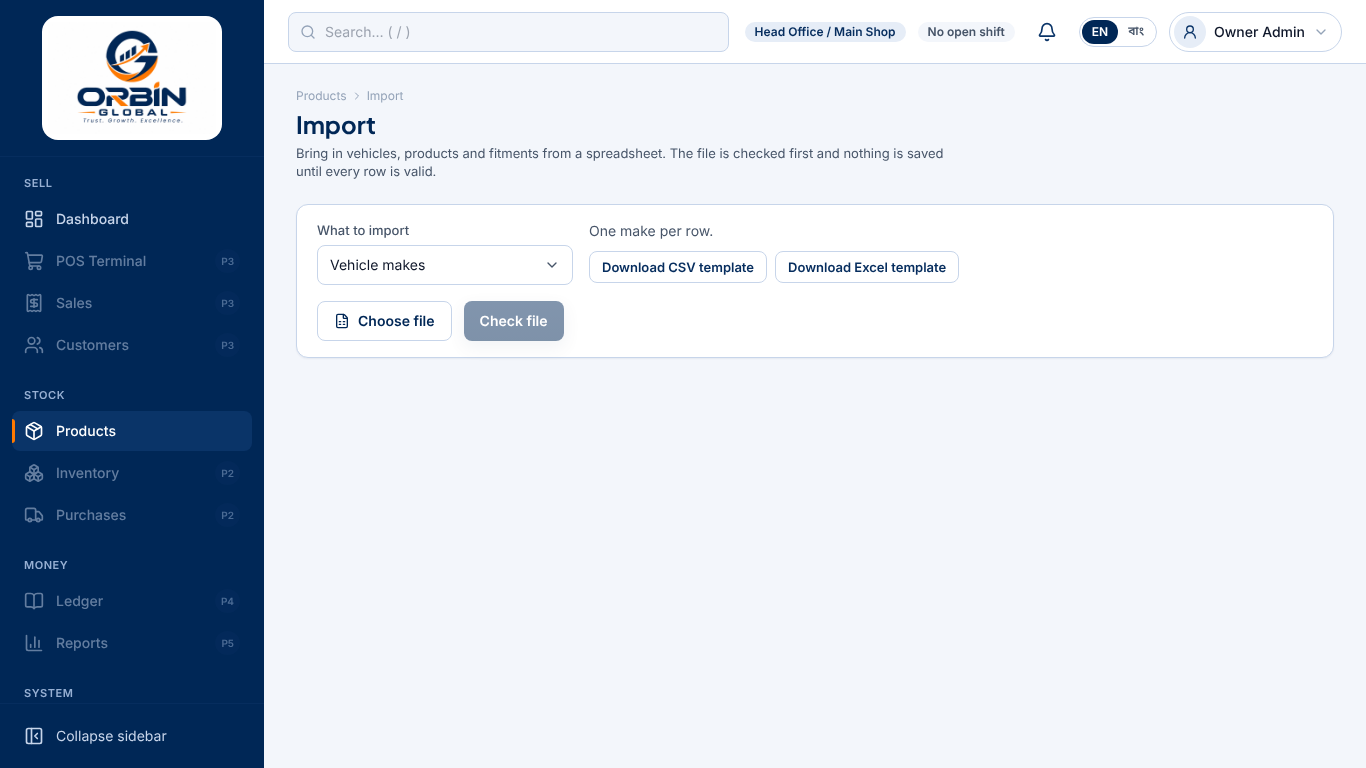 ORBIN
GLOBAL
Trust. Growth. Excellence.
SELL
Dashboard
POS Terminal P3
Sales P3
Customers P3
STOCK
Products
Inventory P2
Purchases P2
MONEY
Ledger P4
Reports P5
SYSTEM
Collapse sidebar
Search... ( / )
Head Office / Main Shop
No open shift
EN বাং
Owner Admin
Products > Import
Import
Bring in vehicles, products and fitments from a spreadsheet. The file is checked first and nothing is saved
until every row is valid.
What to import
Vehicle makes
One make per row.
Download CSV template
Download Excel template
Choose file
Check file